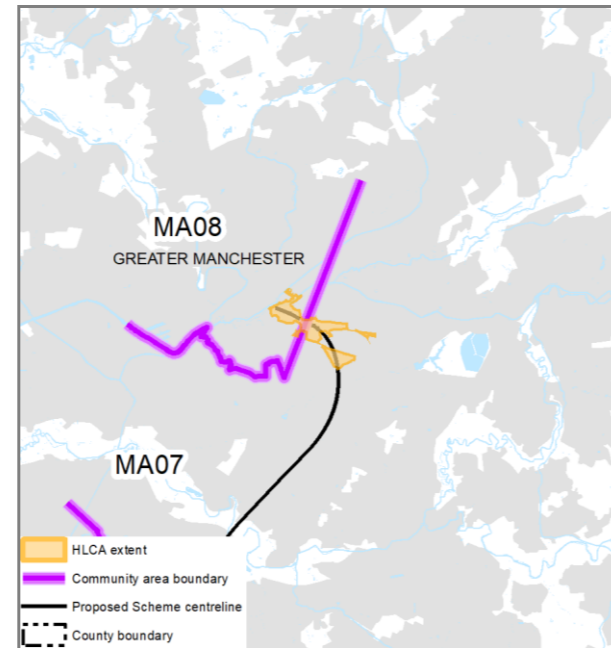 MA08
GREATER MANCHESTER
MA07
HLCA extent
Community area boundary
Proposed Scheme centreline
County boundary